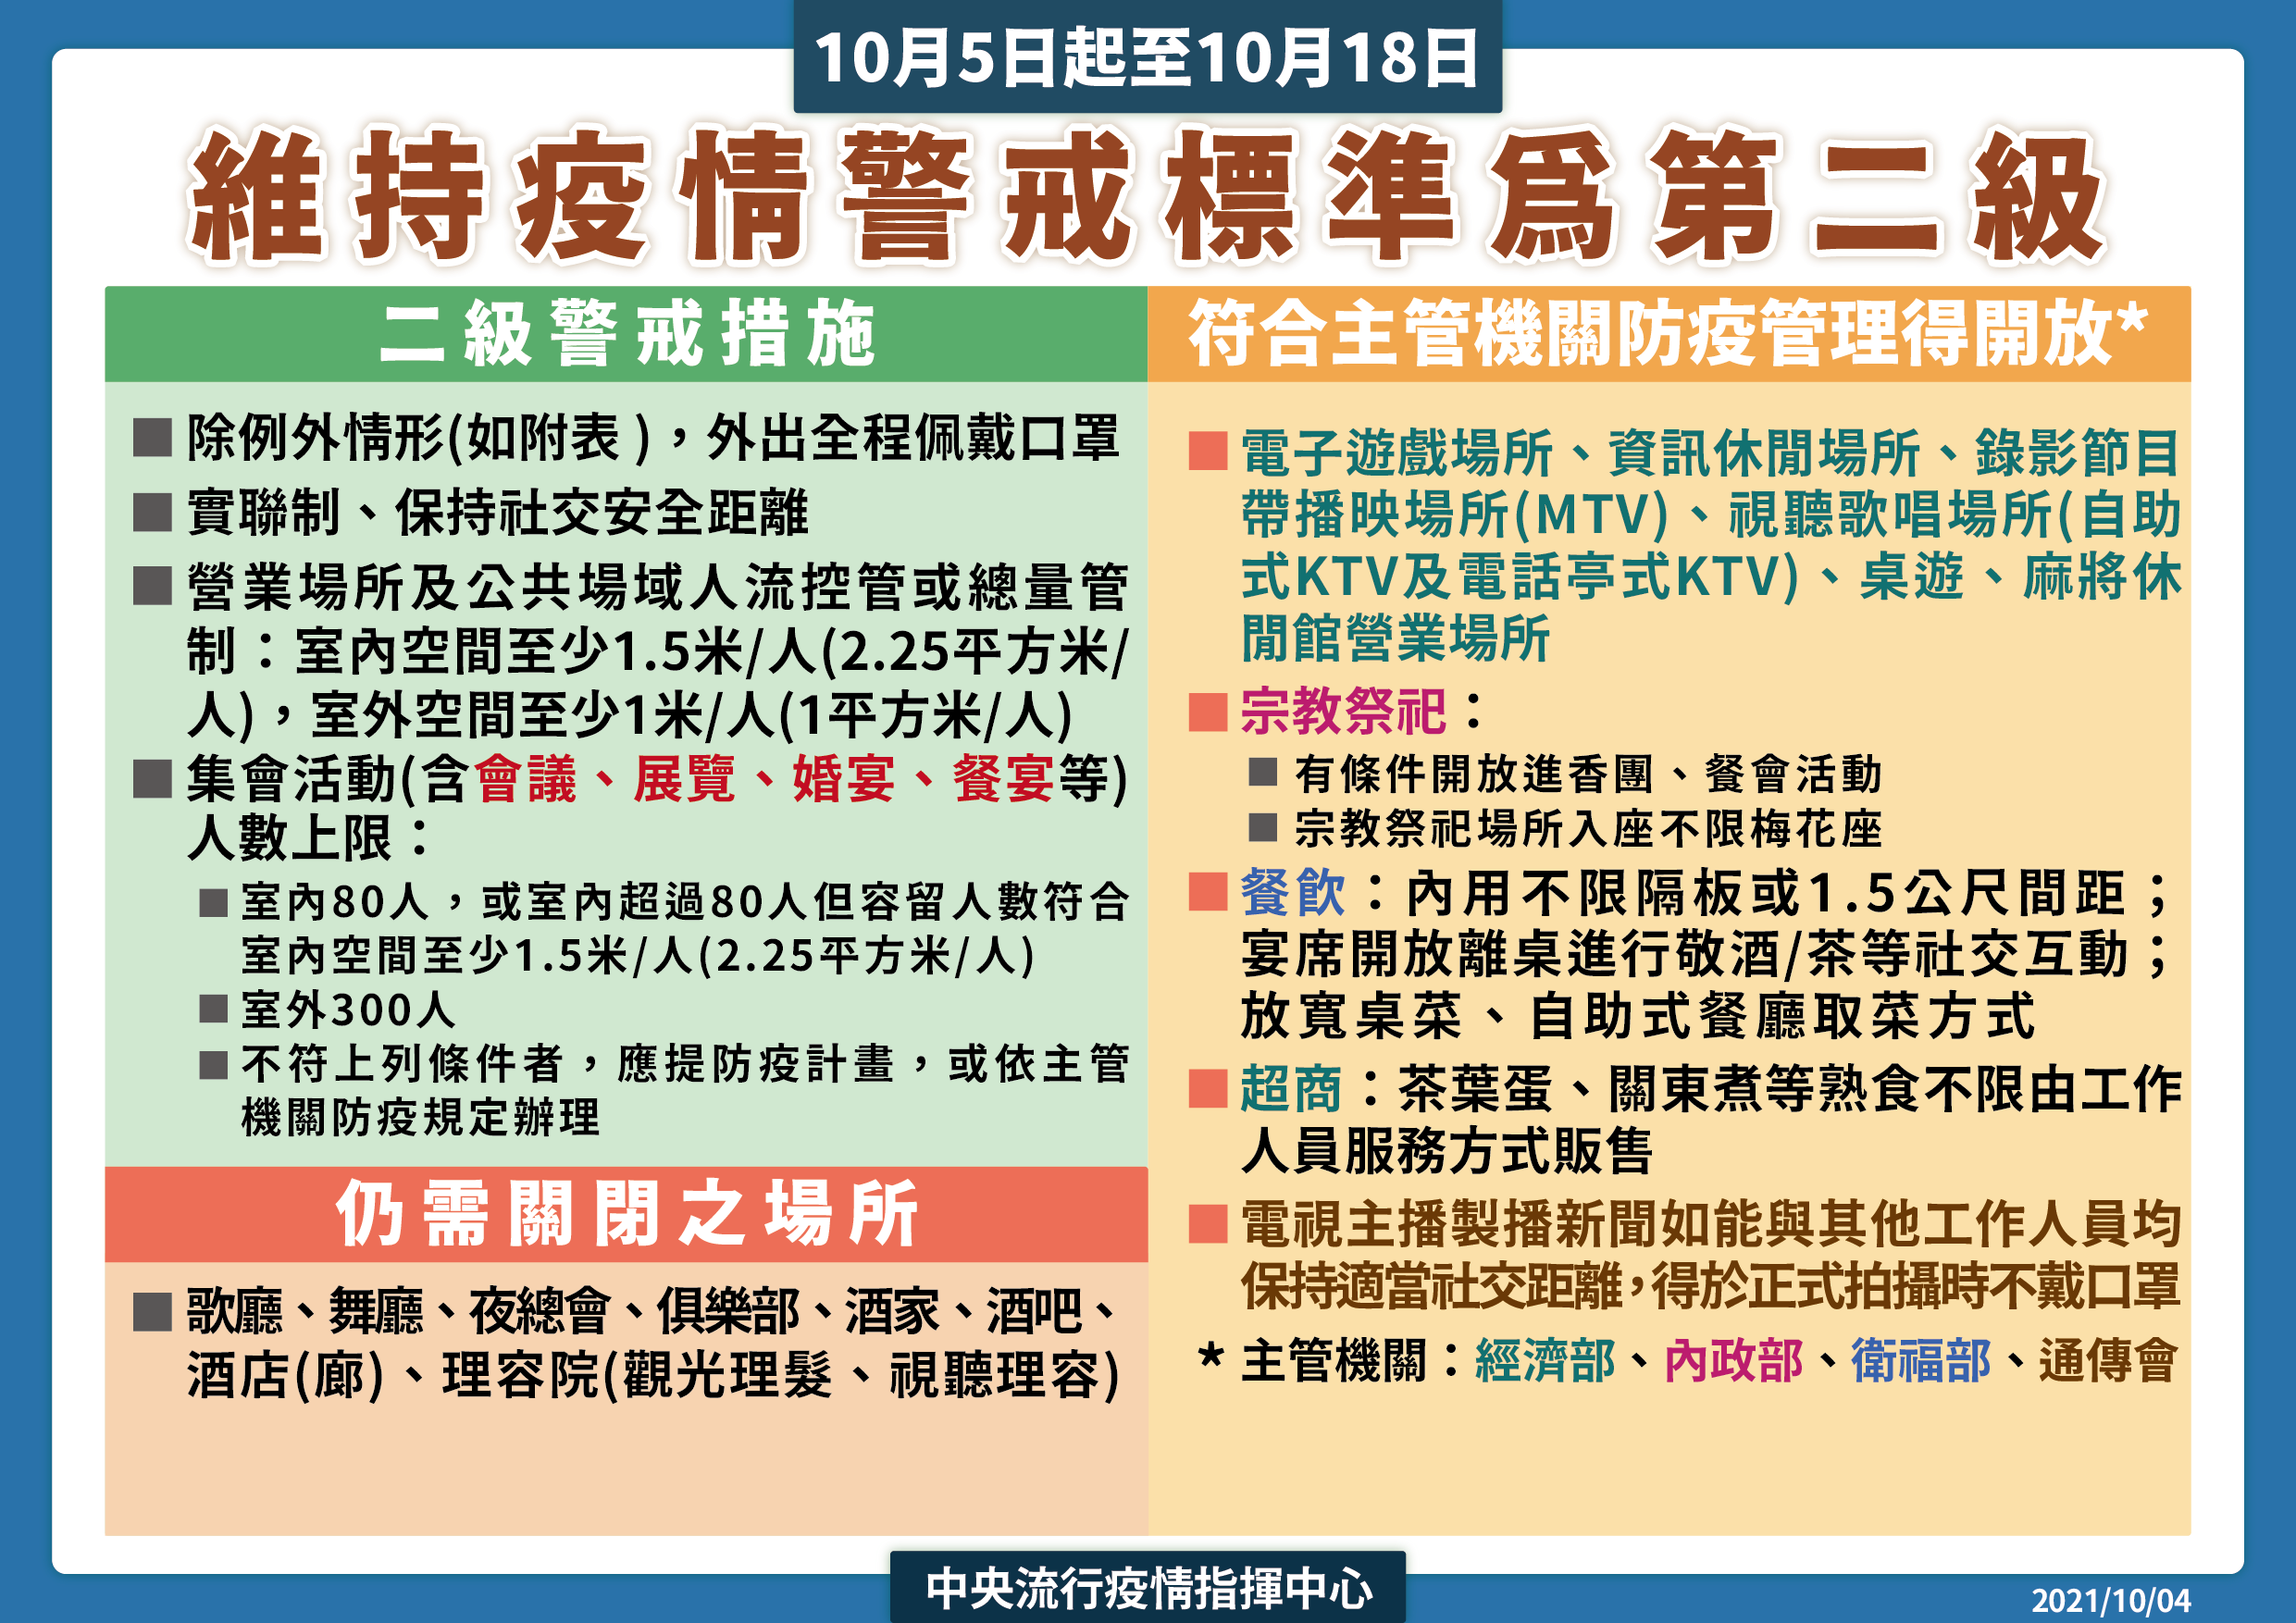 10月5日起至10月18日
維持疫情警戒標準為第二級
二級警戒措施
■ 除例外情形(如附表 )，外出全程佩戴口罩
■ 實聯制、保持社交安全距離
■ 營業場所及公共場域人流控管或總量管
制：室內空間至少1.5米/人(2.25平方米/
人)，室外空間至少1米/人(1平方米/人)
■ 集會活動(含會議、展覽、婚宴、餐宴等)
人數上限：
■ 室內80人，或室內超過80人但容留人數符合
室內空間至少1.5米/人(2.25平方米/人)
■ 室外300人
■ 不符上列條件者，應提防疫計畫，或依主管
機關防疫規定辦理
仍需關閉之場所
■ 歌廳、舞廳、夜總會、俱樂部、酒家、酒吧、
酒店(廊)、理容院(觀光理髮、視聽理容)
符合主管機關防疫管理得開放*
■ 電子遊戲場所、資訊休閒場所、錄影節目
帶播映場所(MTV)、視聽歌唱場所(自助
式KTV及電話亭式KTV)、桌遊、麻將休
閒館營業場所
■ 宗教祭祀：
■ 有條件開放進香團、餐會活動
■ 宗教祭祀場所入座不限梅花座
■ 餐飲：內用不限隔板或1.5公尺間距；
宴席開放離桌進行敬酒/茶等社交互動；
放寬桌菜、自助式餐廳取菜方式
■ 超商：茶葉蛋、關東煮等熟食不限由工作
人員服務方式販售
■ 電視主播製播新聞如能與其他工作人員均
保持適當社交距離，得於正式拍攝時不戴口罩
* 主管機關：經濟部、內政部、衛福部、通傳會
中央流行疫情指揮中心
2021/10/04